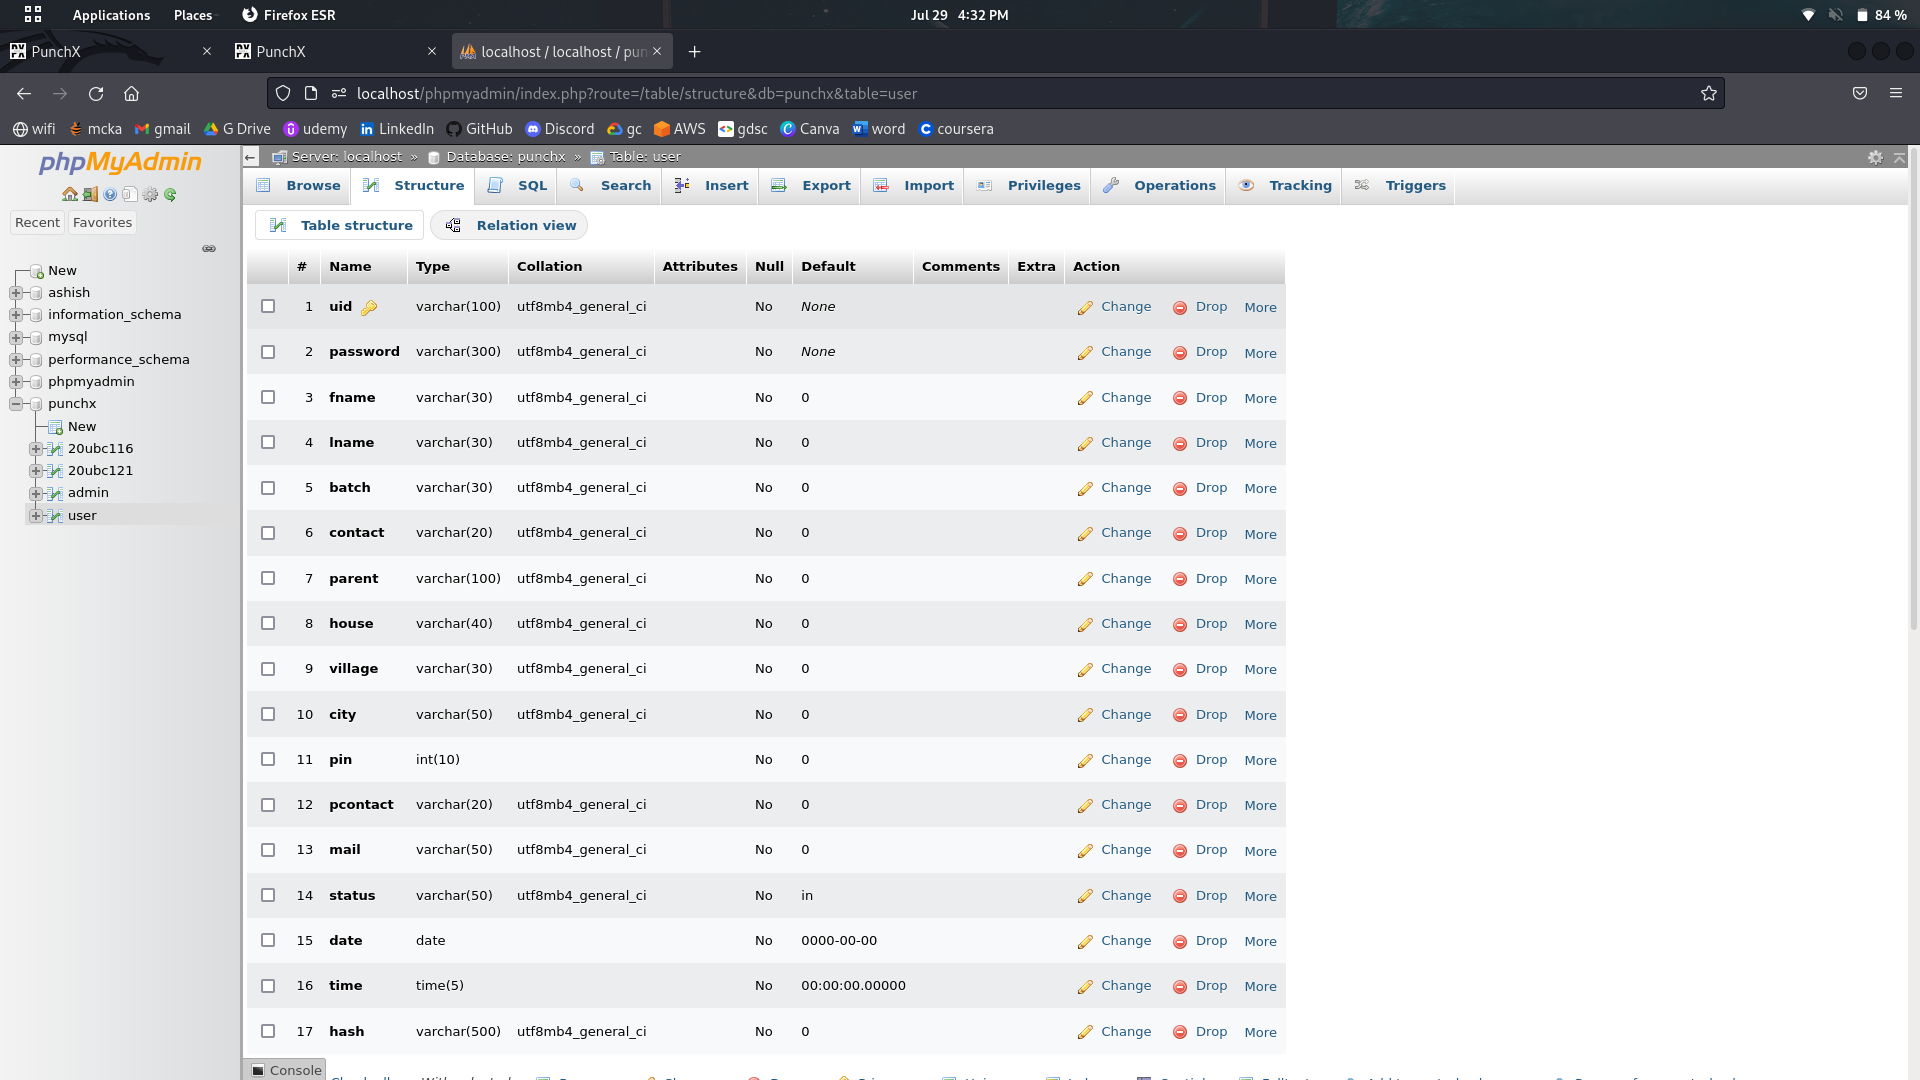 Applications Places Firefox ESR Jul 29 4:32 PM 84 %
PunchX PunchX localhost / localhost / pun
localhost/phpmyadmin/index.php?route=/table/structure&db=punchx&table=user
wifi mcka gmail G Drive udemy LinkedIn GitHub Discord gc AWS gdsc Canva word coursera
phpMyAdmin
Recent Favorites
New
ashish
information_schema
mysql
performance_schema
phpmyadmin
punchx
New
20ubc116
20ubc121
admin
user
Server: localhost » Database: punchx » Table: user
Browse Structure SQL Search Insert Export Import Privileges Operations Tracking Triggers
Table structure Relation view
# Name Type Collation Attributes Null Default Comments Extra Action
1 uid varchar(100) utf8mb4_general_ci No None Change Drop More
2 password varchar(300) utf8mb4_general_ci No None Change Drop More
3 fname varchar(30) utf8mb4_general_ci No 0 Change Drop More
4 lname varchar(30) utf8mb4_general_ci No 0 Change Drop More
5 batch varchar(30) utf8mb4_general_ci No 0 Change Drop More
6 contact varchar(20) utf8mb4_general_ci No 0 Change Drop More
7 parent varchar(100) utf8mb4_general_ci No 0 Change Drop More
8 house varchar(40) utf8mb4_general_ci No 0 Change Drop More
9 village varchar(30) utf8mb4_general_ci No 0 Change Drop More
10 city varchar(50) utf8mb4_general_ci No 0 Change Drop More
11 pin int(10) No 0 Change Drop More
12 pcontact varchar(20) utf8mb4_general_ci No 0 Change Drop More
13 mail varchar(50) utf8mb4_general_ci No 0 Change Drop More
14 status varchar(50) utf8mb4_general_ci No in Change Drop More
15 date date No 0000-00-00 Change Drop More
16 time time(5) No 00:00:00.00000 Change Drop More
17 hash varchar(500) utf8mb4_general_ci No 0 Change Drop More
Console